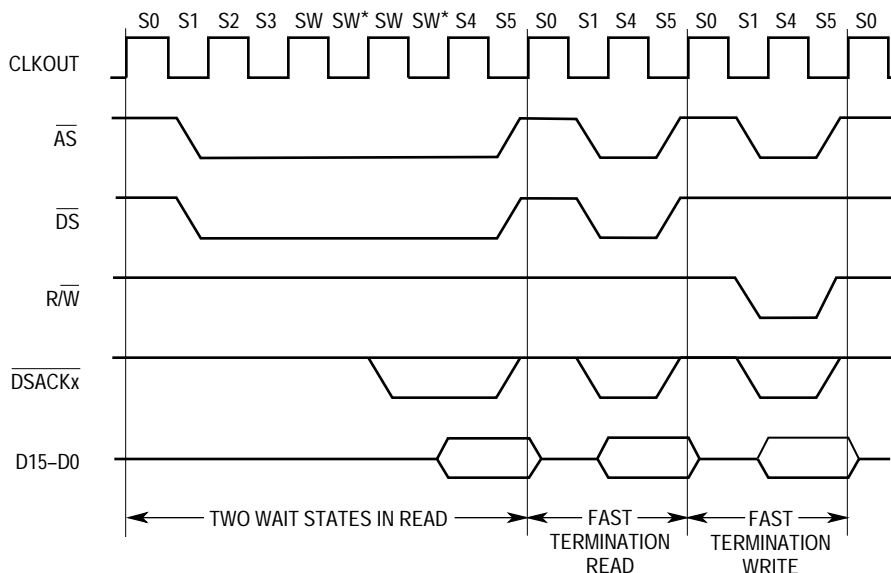 S0 S1 S2 S3 SW SW* SW SW* S4 S5 S0 S1 S4 S5 S0 S1 S4 S5 S0
CLKOUT
AS
DS
R/W
DSACKx
D15–D0
TWO WAIT STATES IN READ
FAST
TERMINATION
READ
FAST
TERMINATION
WRITE